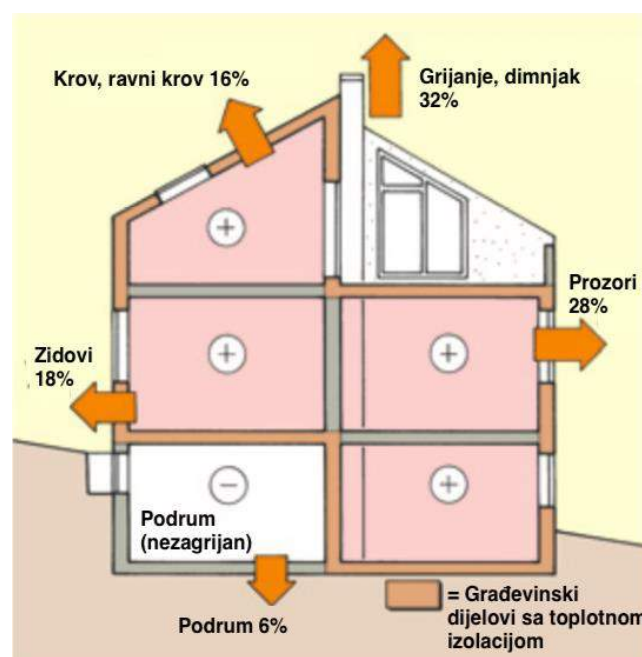 Krov, ravni krov 16%
Grijanje, dimnjak
32%
Prozori
28%
Zidovi
18%
Podrum
(nezagrijan)
Podrum 6%
= Građevinski
dijelovi sa toplotnom
izolacijom